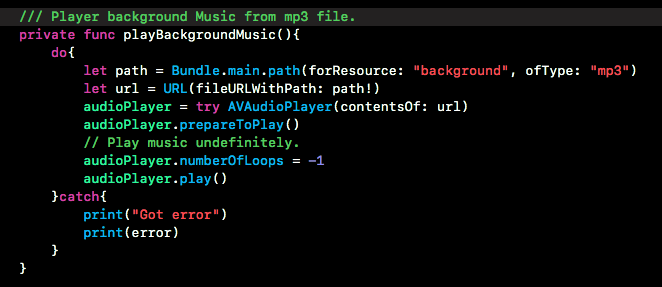 /// Player background Music from mp3 file.
private func playBackgroundMusic(){
    do{
        let path = Bundle.main.path(forResource: "background", ofType: "mp3")
        let url = URL(fileURLWithPath: path!)
        audioPlayer = try AVAudioPlayer(contentsOf: url)
        audioPlayer.prepareToPlay()
        // Play music undefinitely.
        audioPlayer.numberOfLoops = -1
        audioPlayer.play()
    }catch{
        print("Got error")
        print(error)
    }
}